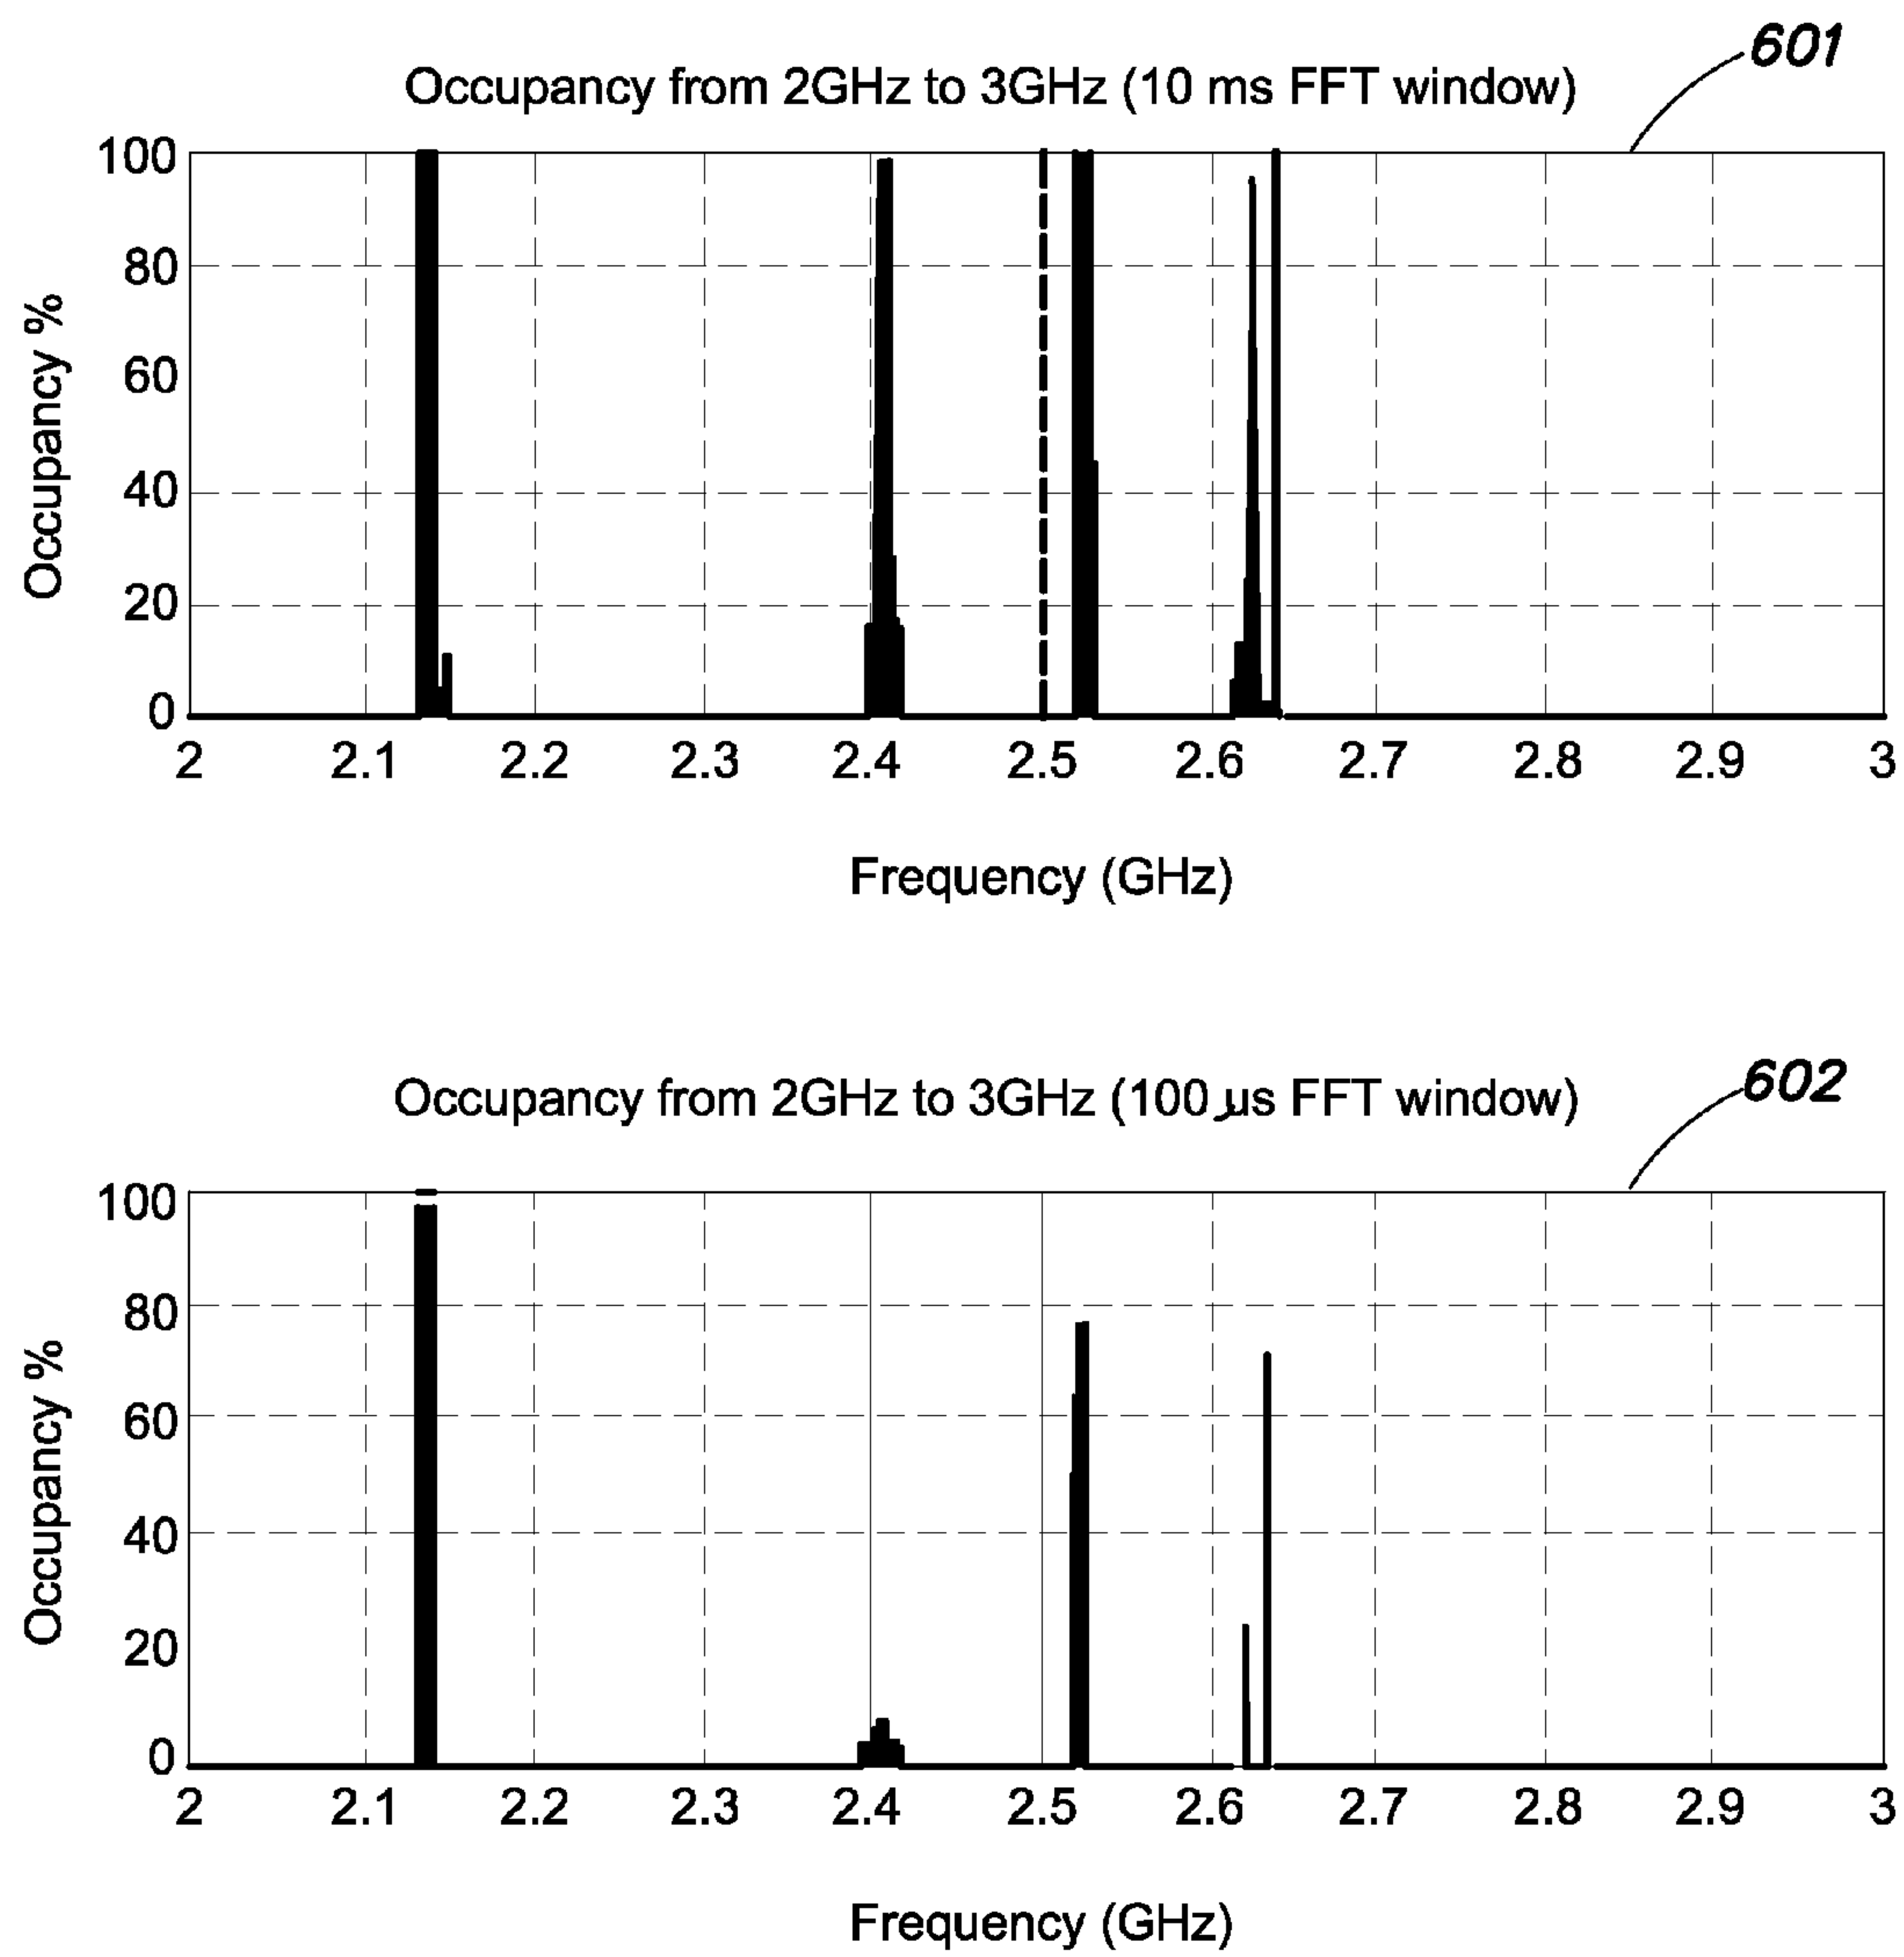 601
Occupancy from 2GHz to 3GHz (10 ms FFT window)
100
80
60
40
20
0
Occupancy %
2 2.1 2.2 2.3 2.4 2.5 2.6 2.7 2.8 2.9 3
Frequency (GHz)
602
Occupancy from 2GHz to 3GHz (100 µs FFT window)
100
80
60
40
20
0
Occupancy %
2 2.1 2.2 2.3 2.4 2.5 2.6 2.7 2.8 2.9 3
Frequency (GHz)